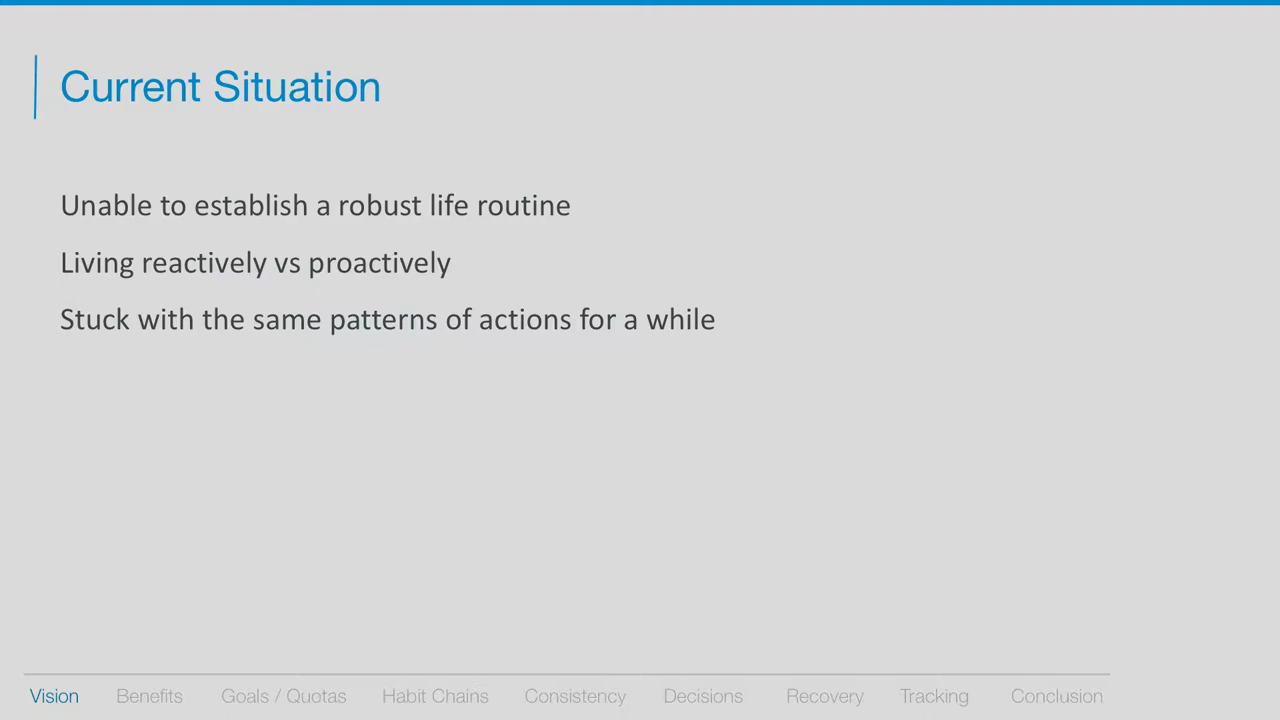 Current Situation
Unable to establish a robust life routine
Living reactively vs proactively
Stuck with the same patterns of actions for a while
Vision Benefits Goals / Quotas Habit Chains Consistency Decisions Recovery Tracking Conclusion